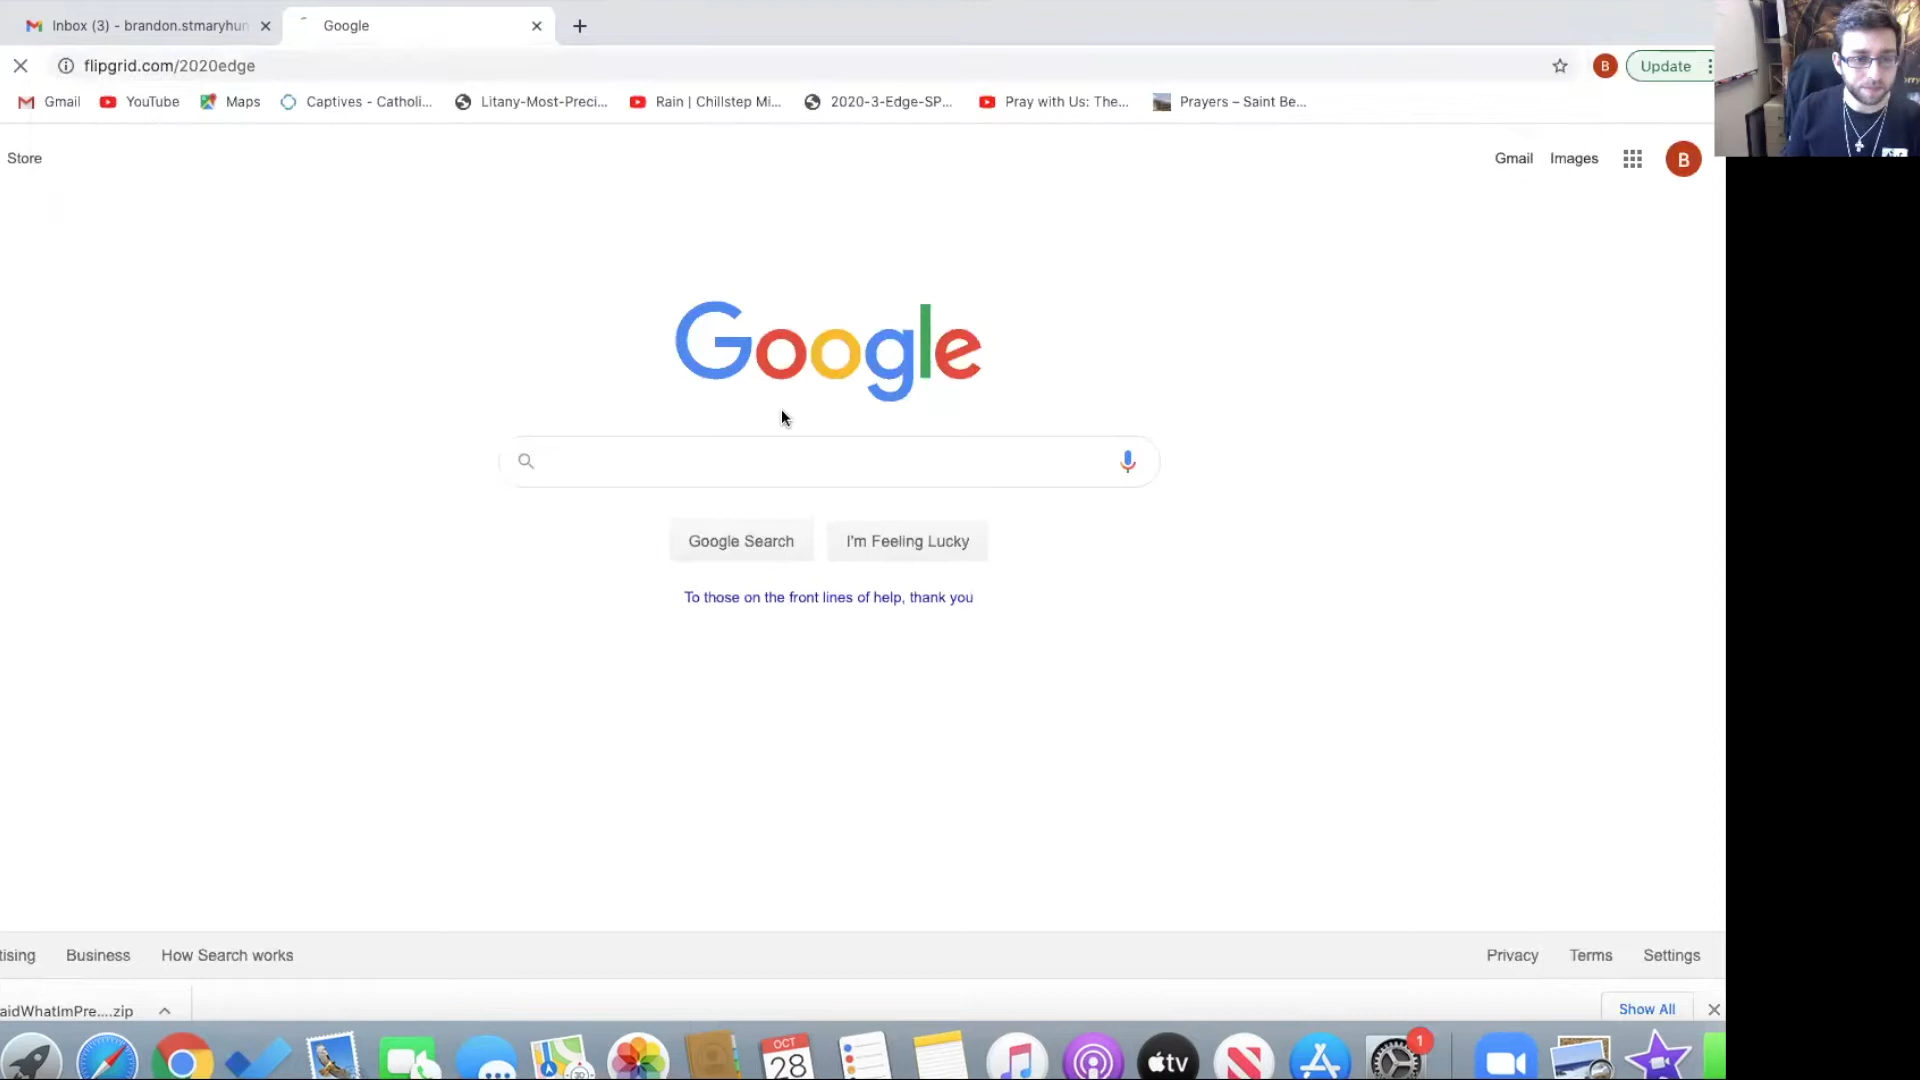 Inbox (3) - brandon.stmaryhun
Google
flipgrid.com/2020edge
B
Update
Gmail
YouTube
Maps
Captives - Catholi...
Litany-Most-Preci...
Rain | Chillstep Mi...
2020-3-Edge-SP...
Pray with Us: The...
Prayers – Saint Be...
Store
Gmail
Images
B
Google
Google Search
I'm Feeling Lucky
To those on the front lines of help, thank you
tising
Business
How Search works
Privacy
Terms
Settings
aidWhatImPre....zip
Show All
OCT
28
tv
1